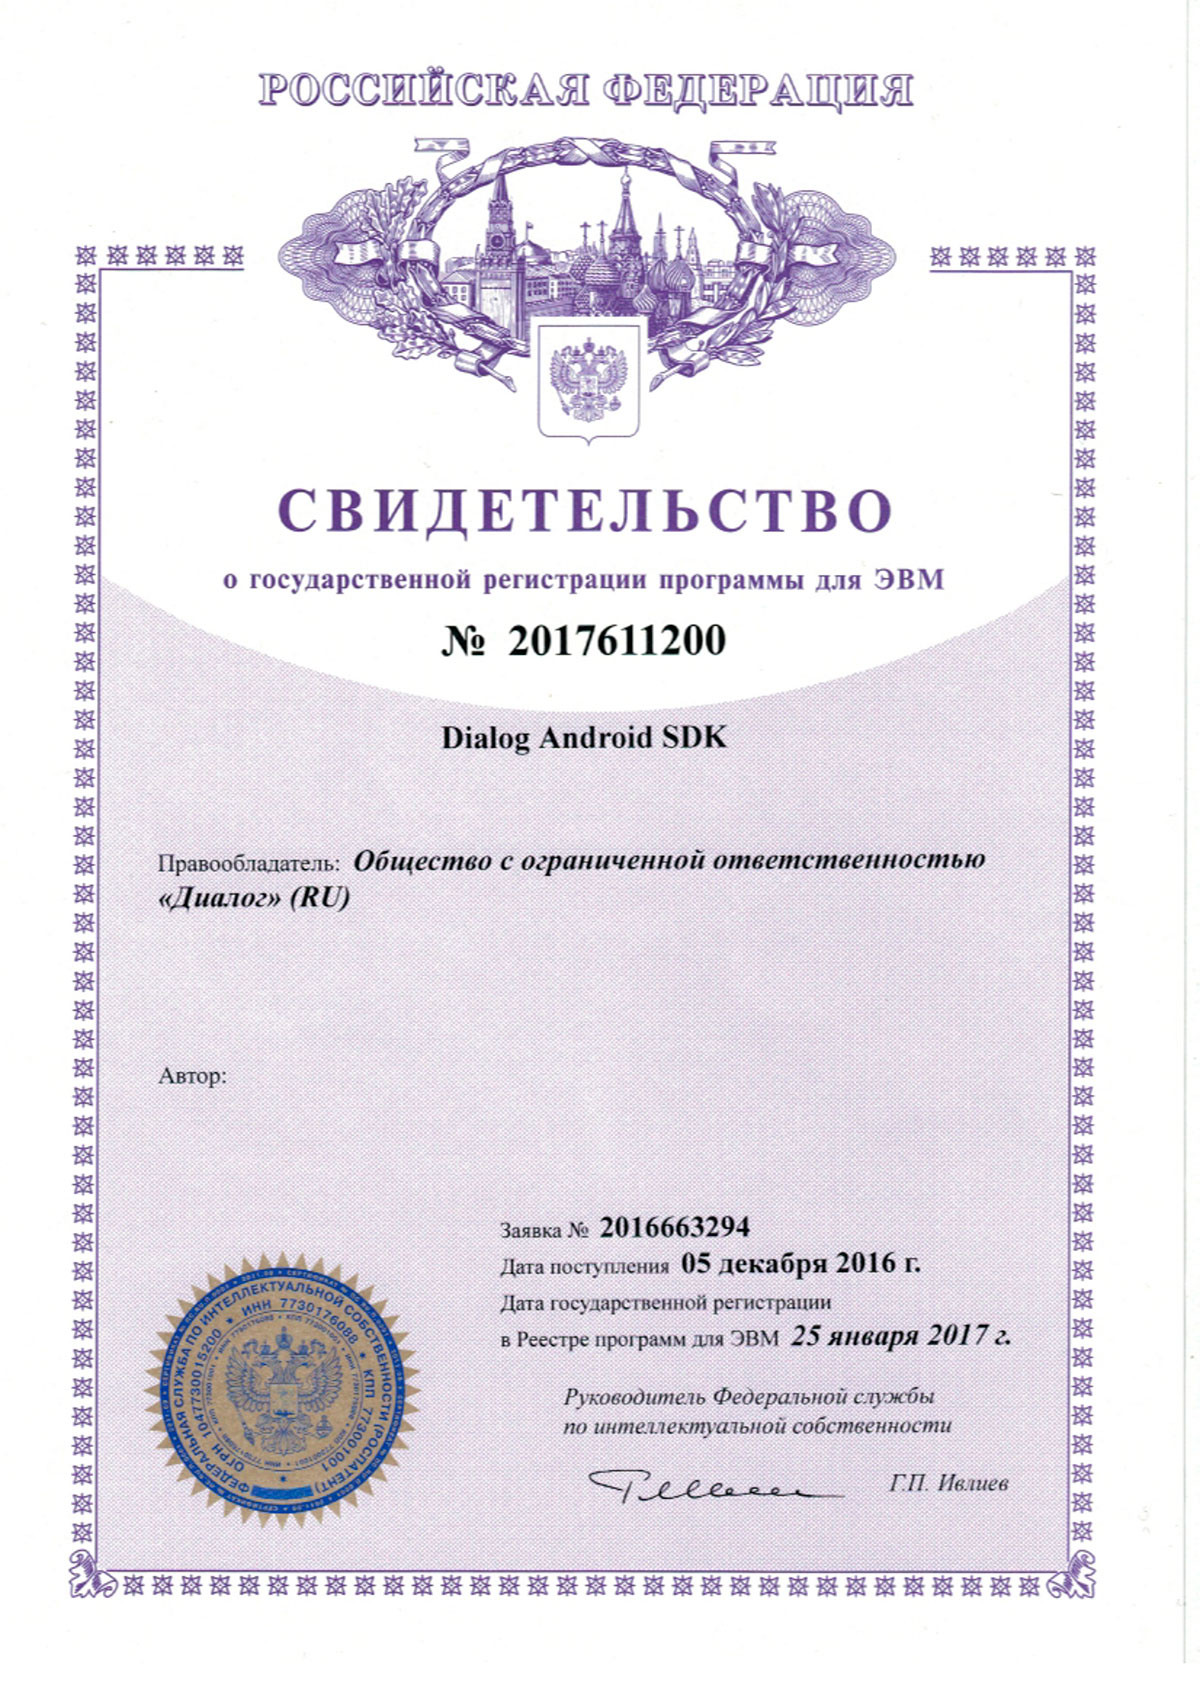 РОССИЙСКАЯ ФЕДЕРАЦИЯ
СВИДЕТЕЛЬСТВО
о государственной регистрации программы для ЭВМ
№ 2017611200
Dialog Android SDK
Правообладатель: Общество с ограниченной ответственностью
«Диалог» (RU)
Автор:
Заявка № 2016663294
Дата поступления 05 декабря 2016 г.
Дата государственной регистрации
в Реестре программ для ЭВМ 25 января 2017 г.
Руководитель Федеральной службы
по интеллектуальной собственности
Г.П. Ивлиев
ФЕДЕРАЛЬНАЯ СЛУЖБА ПО ИНТЕЛЛЕКТУАЛЬНОЙ СОБСТВЕННОСТИ (РОСПАТЕНТ)
ОГРН 1047730015200 * ИНН 7730176088 * КПП 773001001